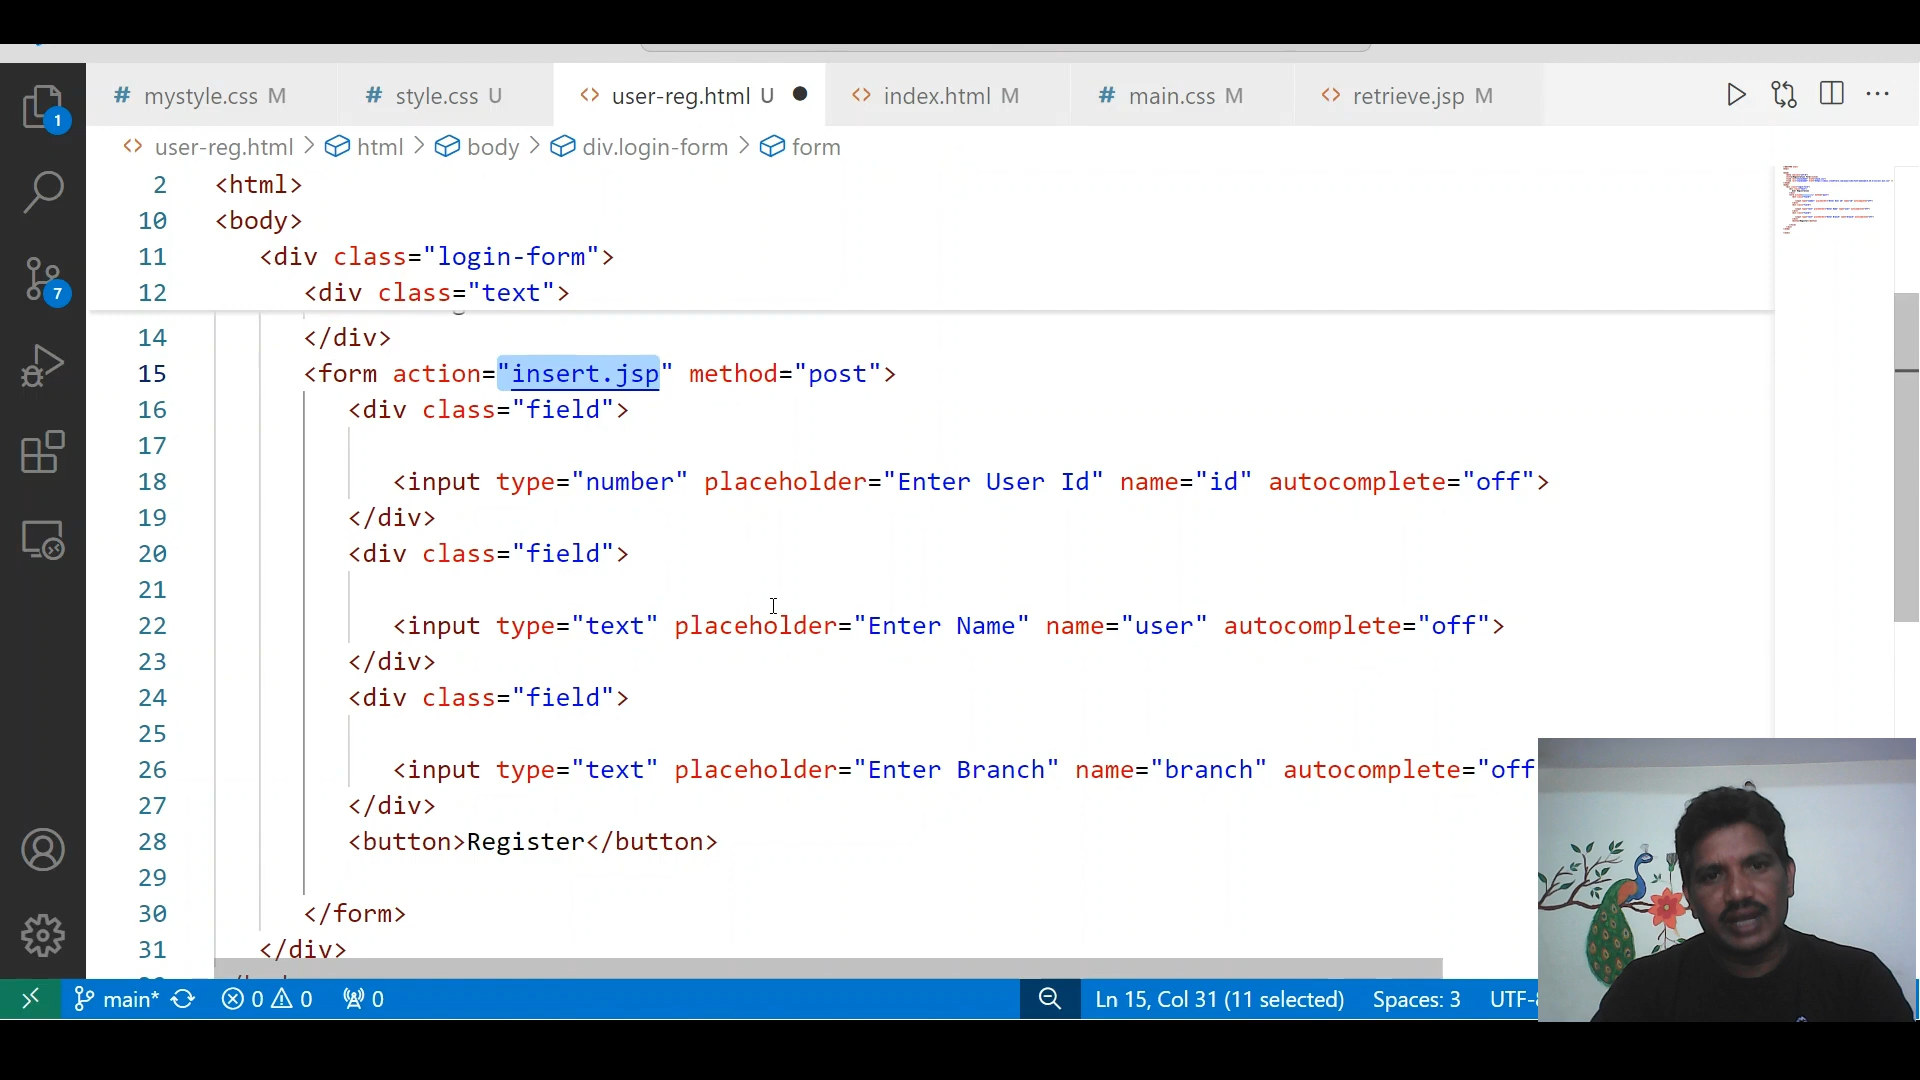 # mystyle.css M
# style.css U
<> user-reg.html U ●
<> index.html M
# main.css M
<> retrieve.jsp M
<> user-reg.html > html > body > div.login-form > form
1
7
2 <html>
10 <body>
11 <div class="login-form">
12 <div class="text">
14 </div>
15 <form action="insert.jsp" method="post">
16 <div class="field">
17
18 <input type="number" placeholder="Enter User Id" name="id" autocomplete="off">
19 </div>
20 <div class="field">
21
22 <input type="text" placeholder="Enter Name" name="user" autocomplete="off">
23 </div>
24 <div class="field">
25
26 <input type="text" placeholder="Enter Branch" name="branch" autocomplete="off
27 </div>
28 <button>Register</button>
29
30 </form>
31 </div>
main* 0 0 0 Ln 15, Col 31 (11 selected) Spaces: 3 UTF-8